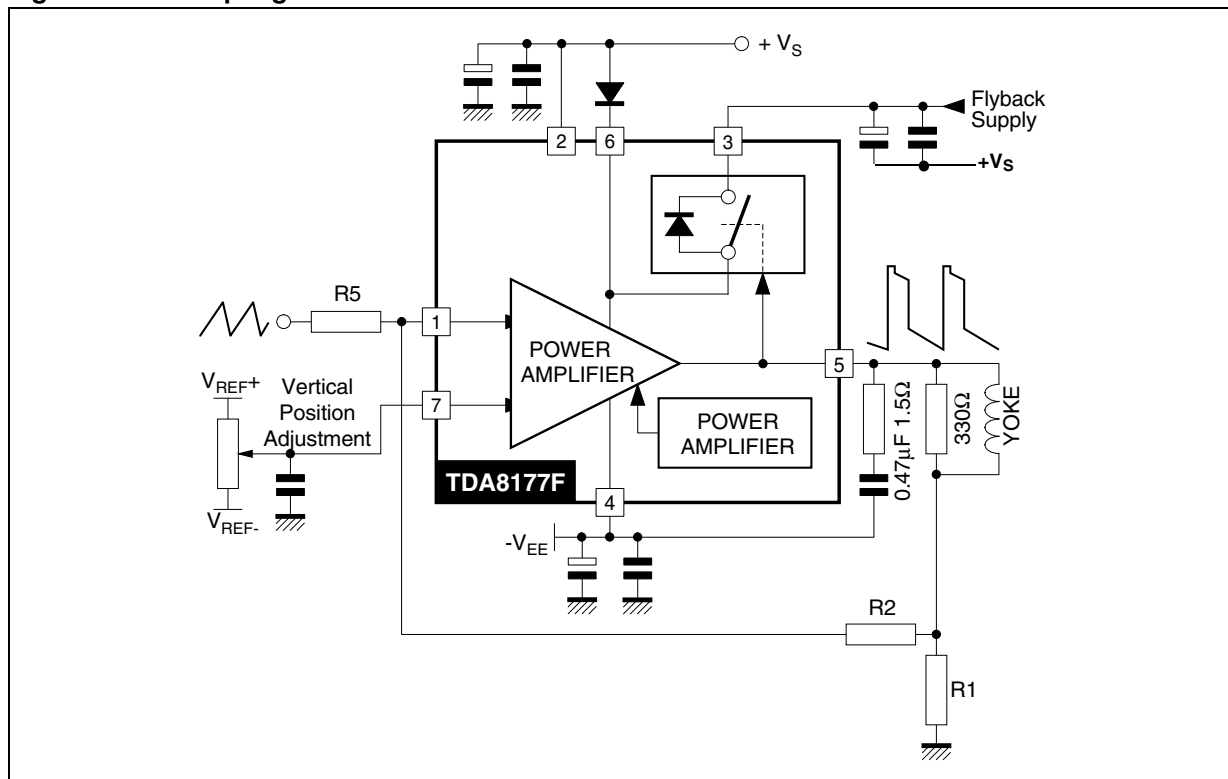 + VS
Flyback
Supply
2
6
3
+VS
R5
1
POWER
AMPLIFIER
5
VREF+
Vertical
Position
Adjustment
7
POWER
AMPLIFIER
0.47μF 1.5Ω
330Ω
YOKE
TDA8177F
VREF-
4
-VEE
R2
R1